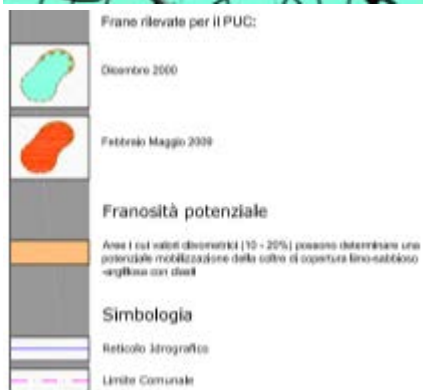 Frane rilevate per il PUC:
Dicembre 2000
Febbraio Maggio 2009
Franosità potenziale
Aree i cui valori clivometrici (10 - 20%) possono determinare una
potenziale mobilizzazione della coltre di copertura limo-sabbioso
-argillosa con clasti
Simbologia
Reticolo Idrografico
Limite Comunale